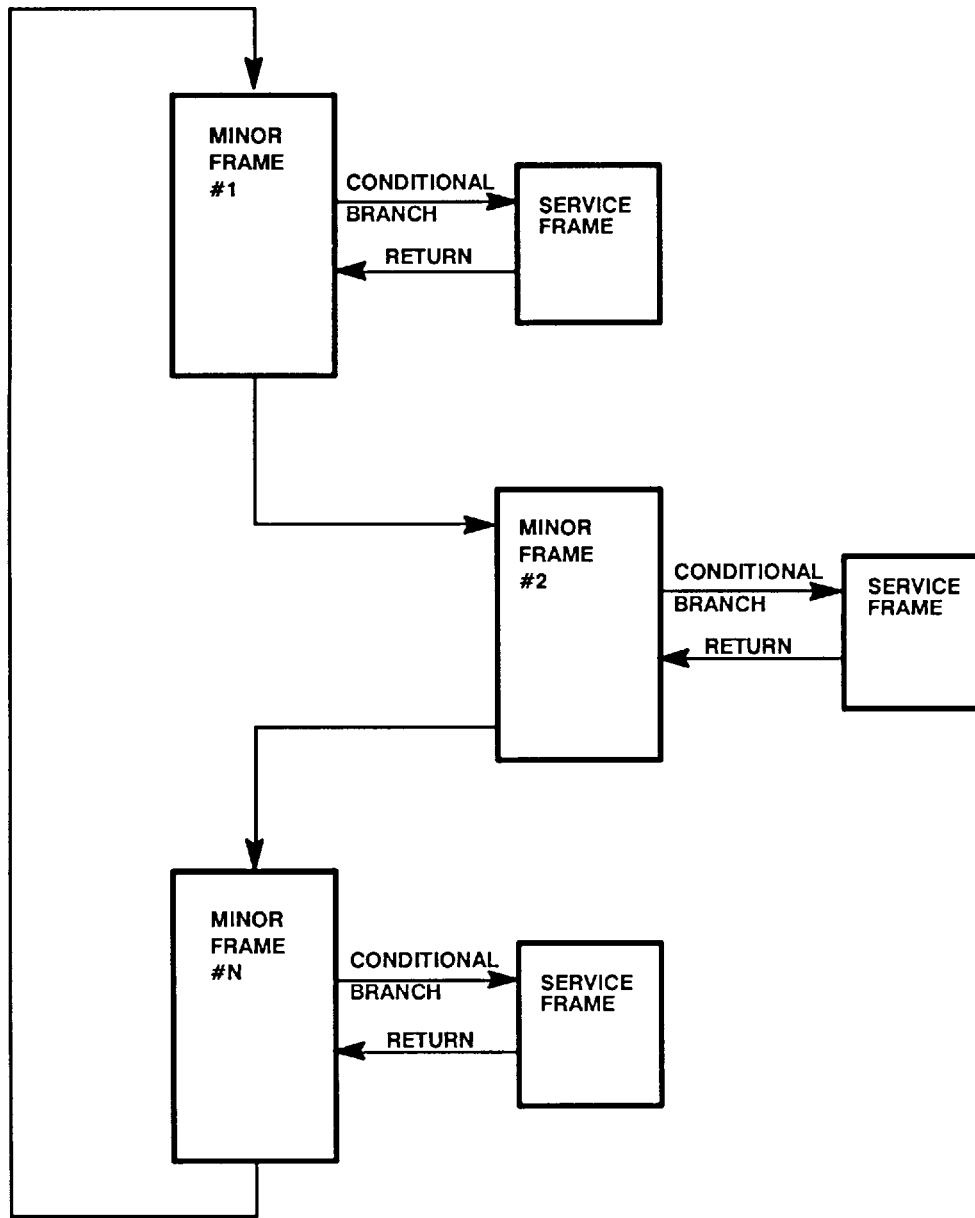 MINOR
FRAME
#1
CONDITIONAL
BRANCH
RETURN
SERVICE
FRAME
MINOR
FRAME
#2
CONDITIONAL
BRANCH
RETURN
SERVICE
FRAME
MINOR
FRAME
#N
CONDITIONAL
BRANCH
RETURN
SERVICE
FRAME